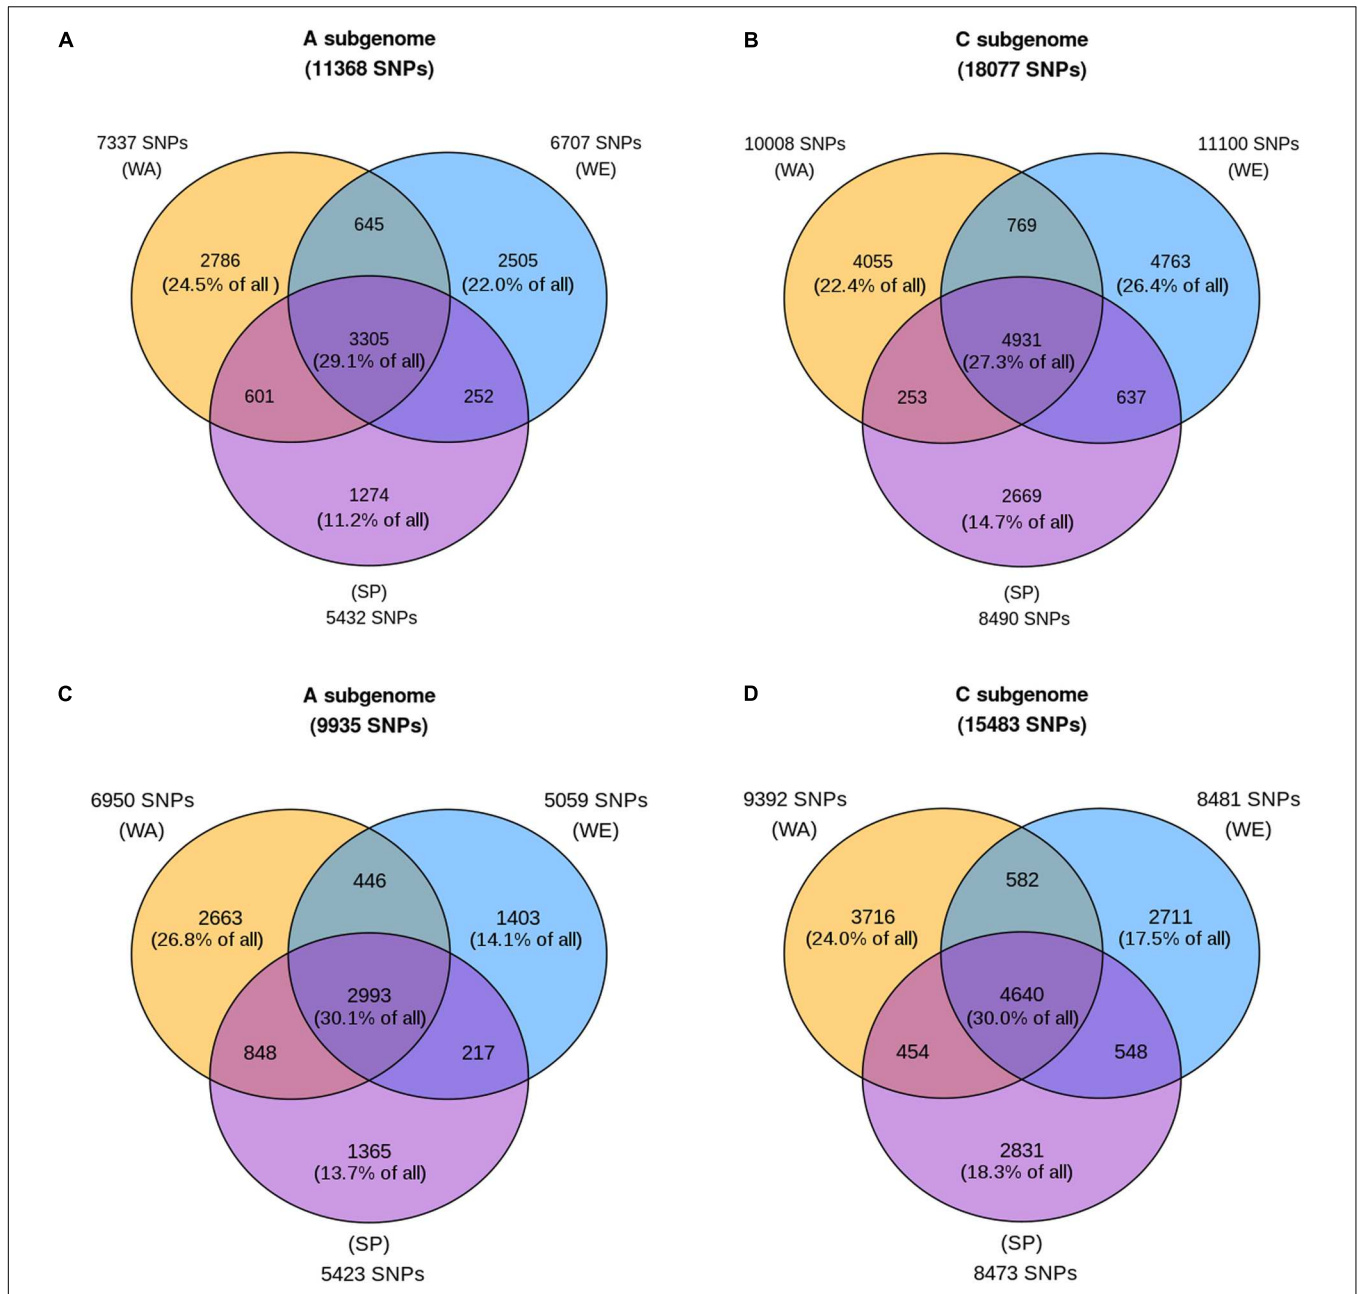 A
A subgenome
(11368 SNPs)
7337 SNPs
(WA)
6707 SNPs
(WE)
645
2786
(24.5% of all )
2505
(22.0% of all)
3305
(29.1% of all)
601
252
1274
(11.2% of all)
(SP)
5432 SNPs
B
C subgenome
(18077 SNPs)
10008 SNPs
(WA)
11100 SNPs
(WE)
769
4055
(22.4% of all)
4763
(26.4% of all)
4931
(27.3% of all)
253
637
2669
(14.7% of all)
(SP)
8490 SNPs
C
A subgenome
(9935 SNPs)
6950 SNPs
(WA)
5059 SNPs
(WE)
446
2663
(26.8% of all)
1403
(14.1% of all)
2993
(30.1% of all)
848
217
1365
(13.7% of all)
(SP)
5423 SNPs
D
C subgenome
(15483 SNPs)
9392 SNPs
(WA)
8481 SNPs
(WE)
582
3716
(24.0% of all)
2711
(17.5% of all)
4640
(30.0% of all)
454
548
2831
(18.3% of all)
(SP)
8473 SNPs